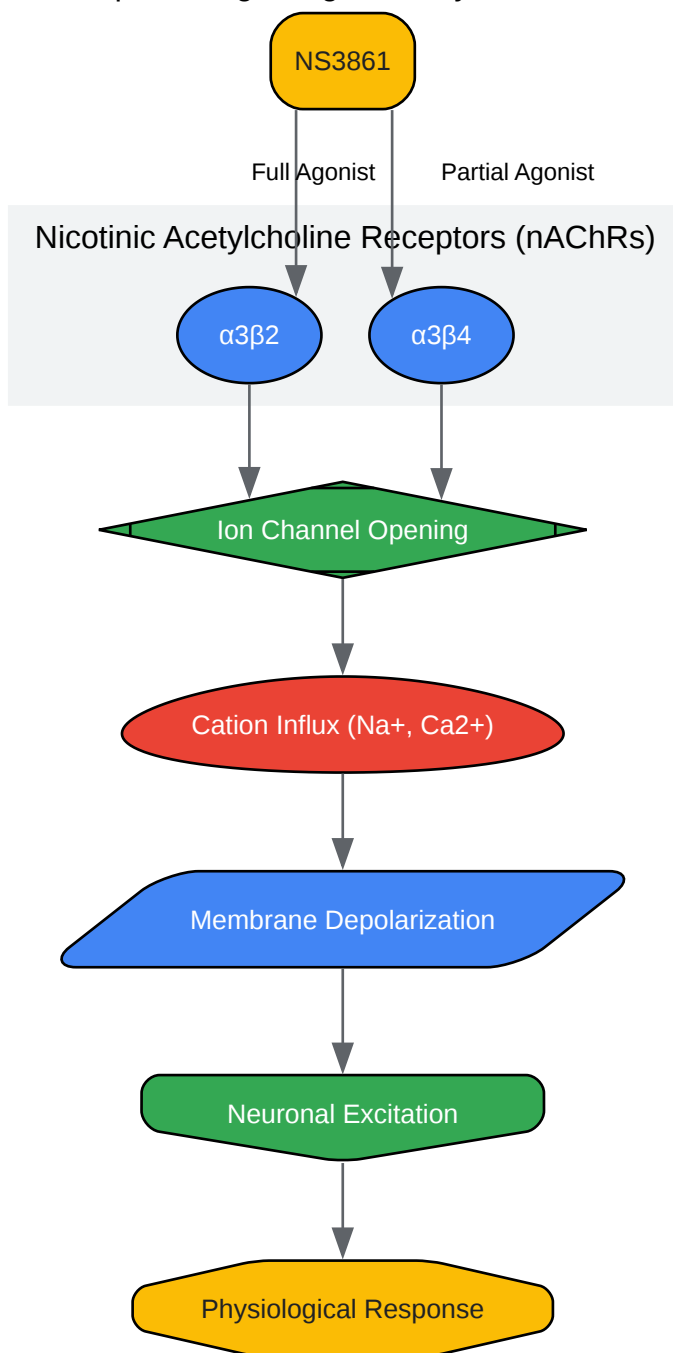 NS3861
Full Agonist
Partial Agonist
Nicotinic Acetylcholine Receptors (nAChRs)
α3β2
α3β4
Ion Channel Opening
Cation Influx (Na+, Ca2+)
Membrane Depolarization
Neuronal Excitation
Physiological Response